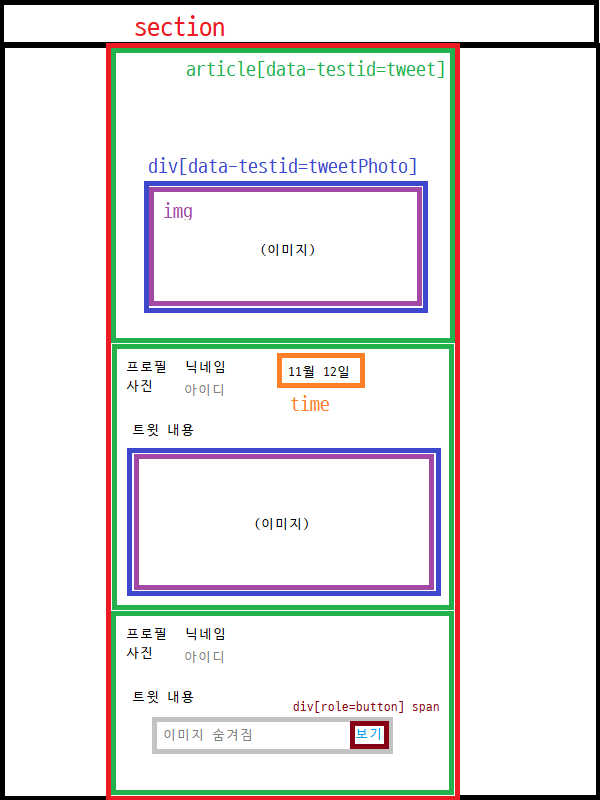 section
article[data-testid=tweet]
div[data-testid=tweetPhoto]
img
(이미지)
프로필 닉네임
사진 아이디
11월 12일
time
트윗 내용
(이미지)
프로필 닉네임
사진 아이디
트윗 내용
div[role=button] span
이미지 숨겨짐 보기